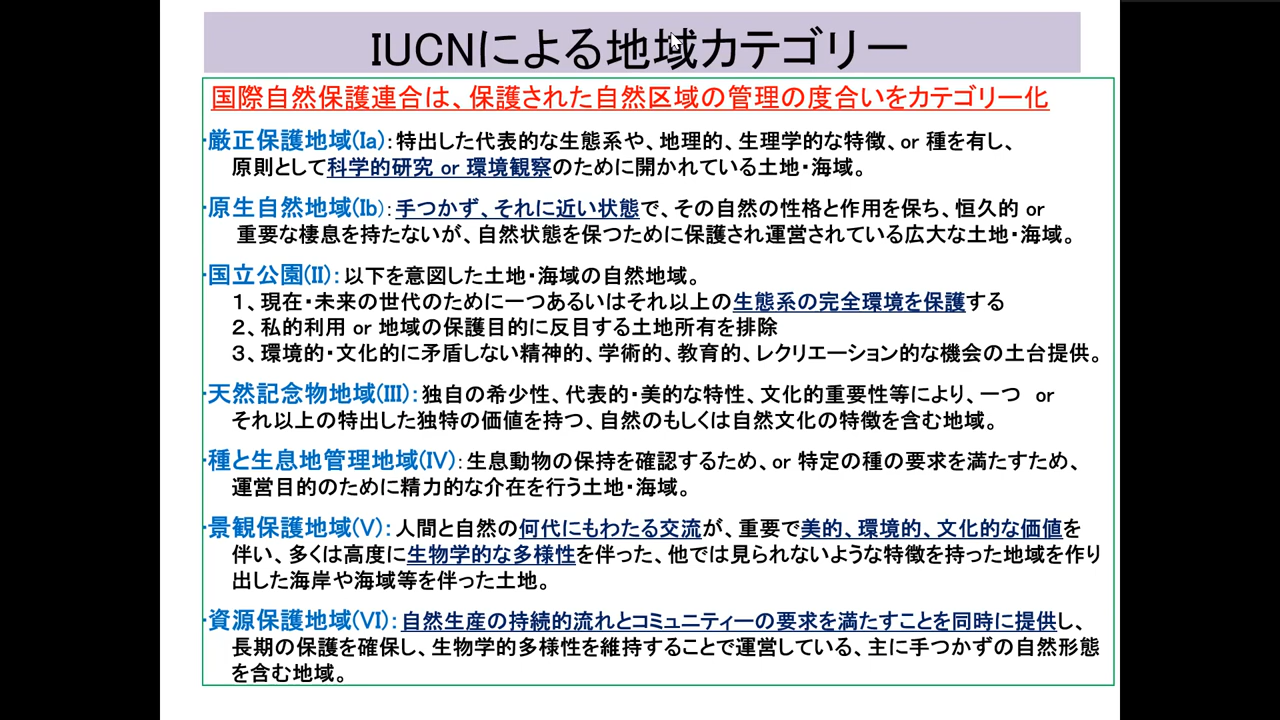 IUCNによる地域カテゴリー
国際自然保護連合は、保護された自然区域の管理の度合いをカテゴリー化
・厳正保護地域(Ia)：特出した代表的な生態系や、地理的、生理学的な特徴、or 種を有し、
原則として科学的研究 or 環境観察のために開かれている土地・海域。
・原生自然地域(Ib)：手つかず、それに近い状態で、その自然の性格と作用を保ち、恒久的 or
重要な棲息を持たないが、自然状態を保つために保護され運営されている広大な土地・海域。
・国立公園(II)：以下を意図した土地・海域の自然地域。
１、現在・未来の世代のために一つあるいはそれ以上の生態系の完全環境を保護する
２、私的利用 or 地域の保護目的に反目する土地所有を排除
３、環境的・文化的に矛盾しない精神的、学術的、教育的、レクリエーション的な機会の土台提供。
・天然記念物地域(III)：独自の希少性、代表的・美的な特性、文化的重要性等により、一つ or
それ以上の特出した独特の価値を持つ、自然のもしくは自然文化の特徴を含む地域。
・種と生息地管理地域(IV)：生息動物の保持を確認するため、or 特定の種の要求を満たすため、
運営目的のために精力的な介在を行う土地・海域。
・景観保護地域(V)：人間と自然の何代にもわたる交流が、重要で美的、環境的、文化的な価値を
伴い、多くは高度に生物学的な多様性を伴った、他では見られないような特徴を持った地域を作り
出した海岸や海域等を伴った土地。
・資源保護地域(VI)：自然生産の持続的流れとコミュニティーの要求を満たすことを同時に提供し、
長期の保護を確保し、生物学的多様性を維持することで運営している、主に手つかずの自然形態
を含む地域。